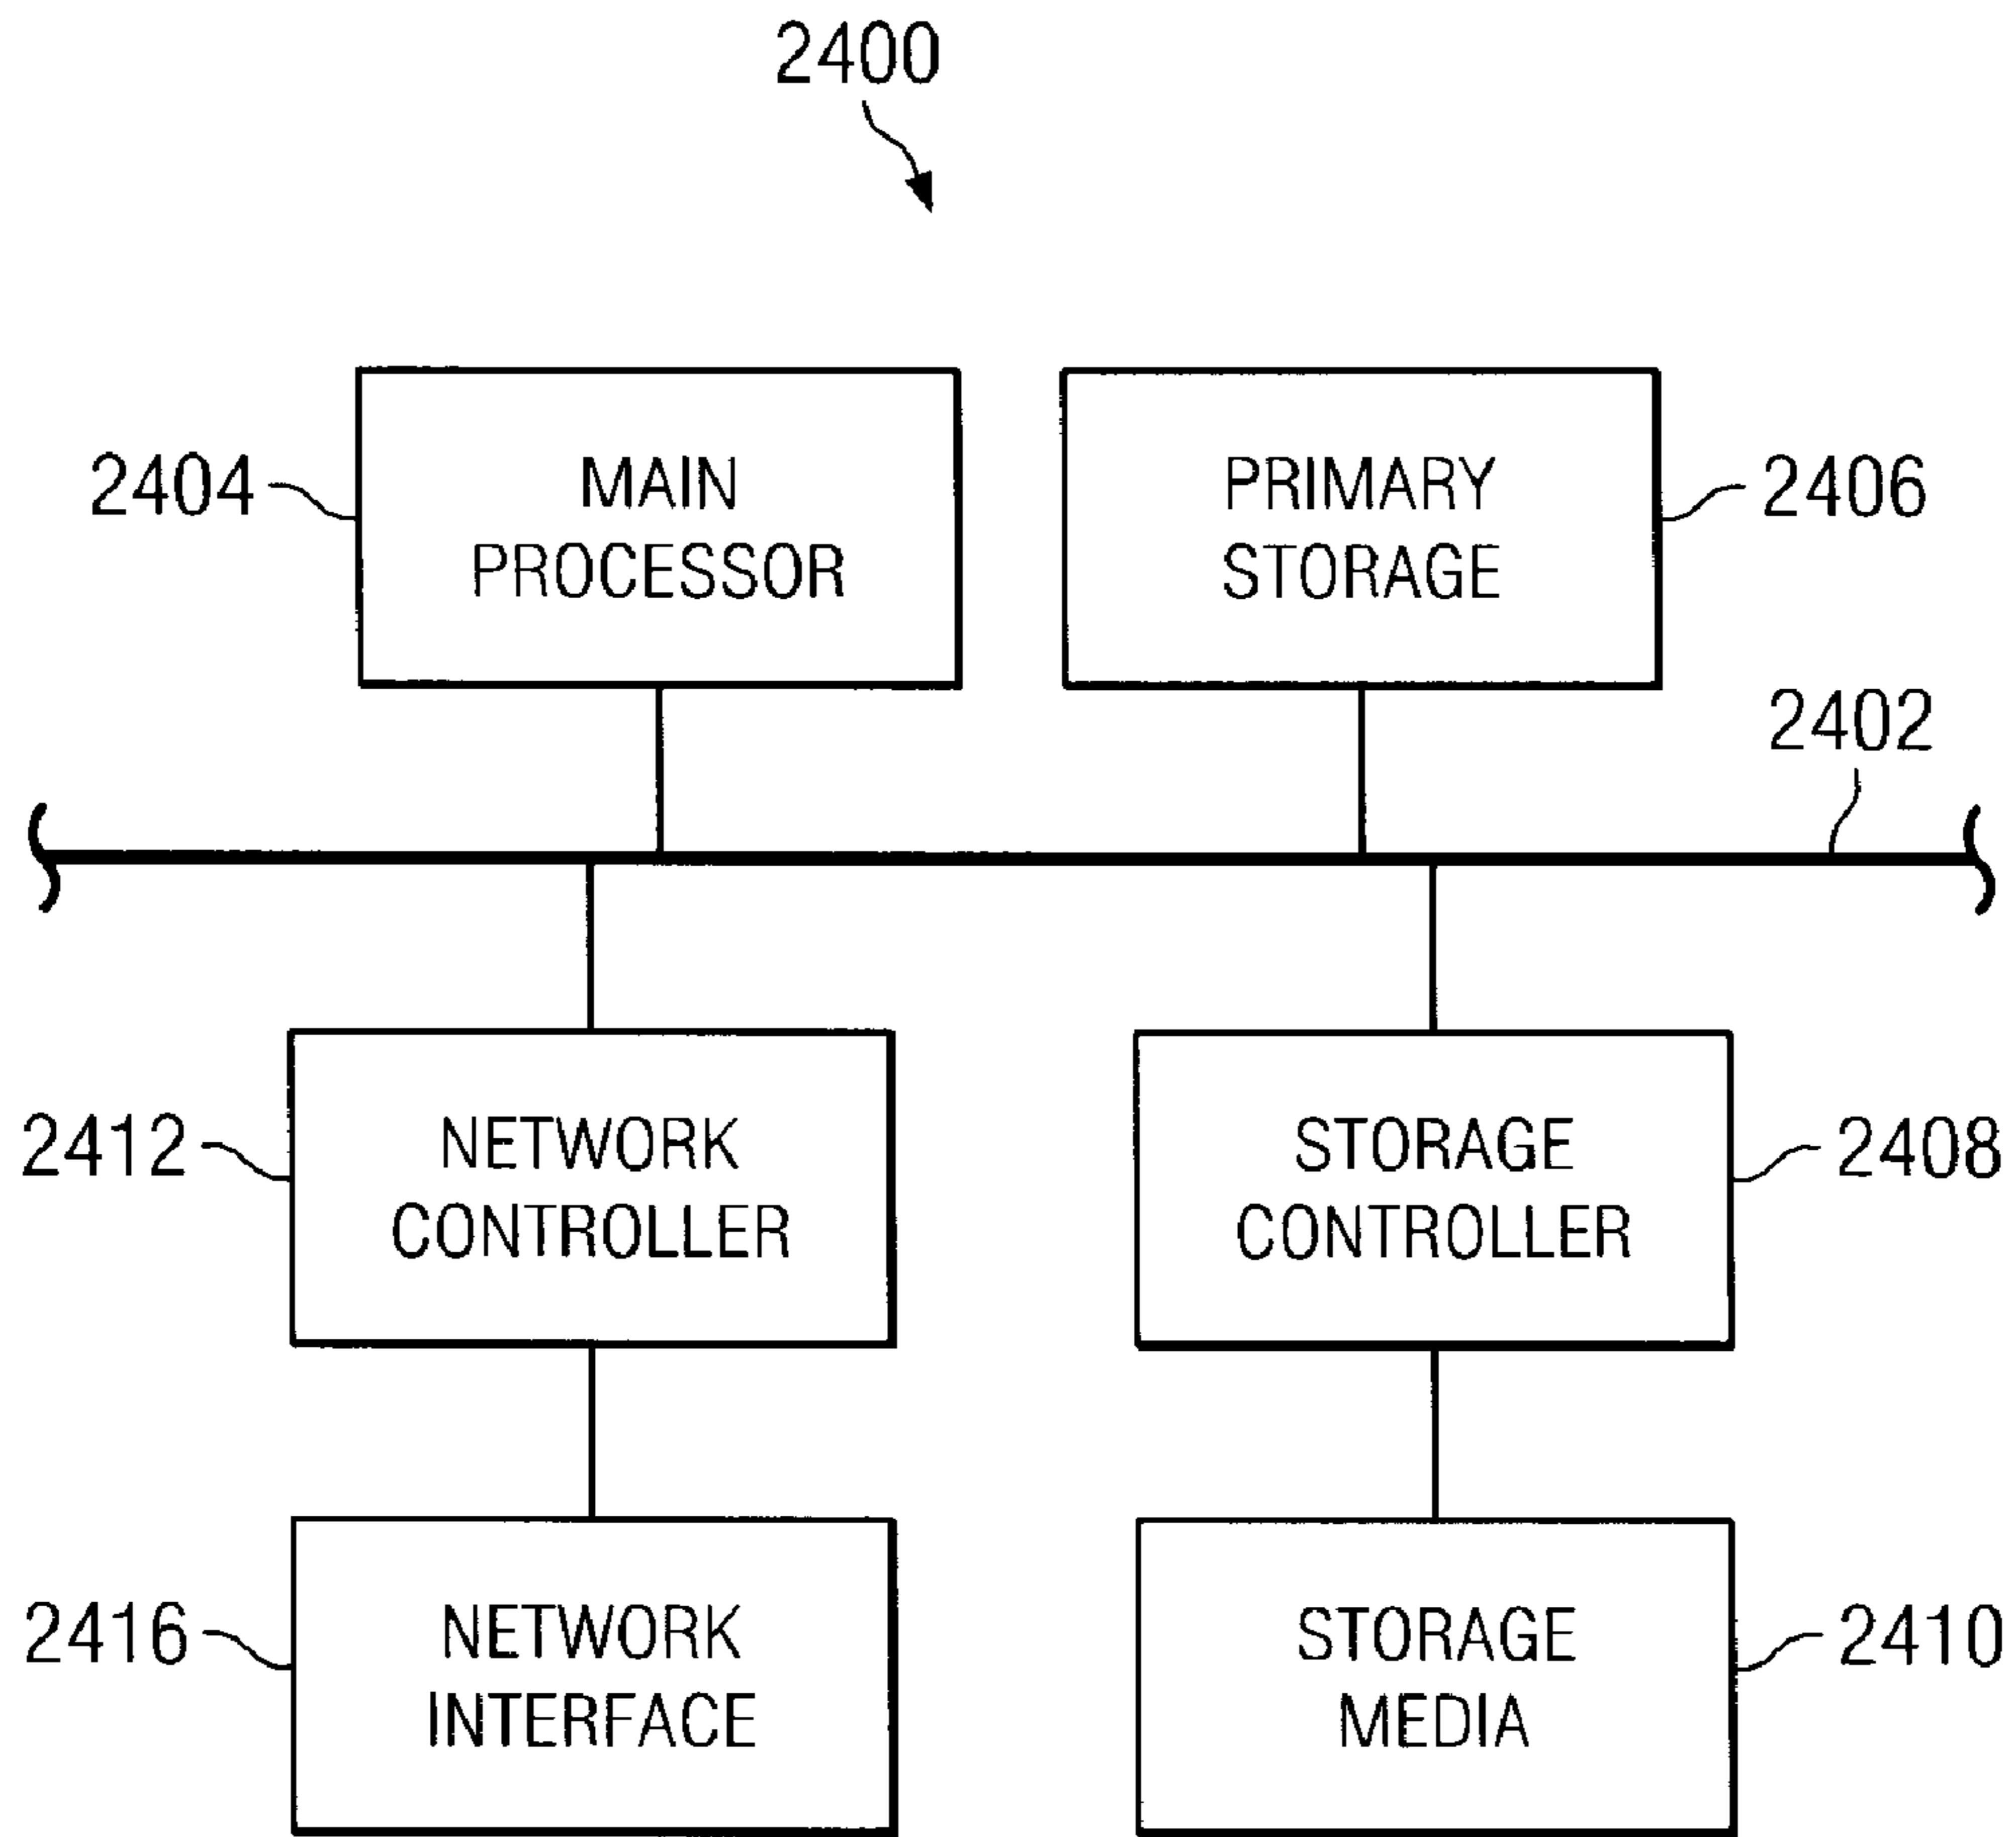 2400
2404
MAIN
PROCESSOR
PRIMARY
STORAGE
2406
2402
2412
NETWORK
CONTROLLER
STORAGE
CONTROLLER
2408
2416
NETWORK
INTERFACE
STORAGE
MEDIA
2410